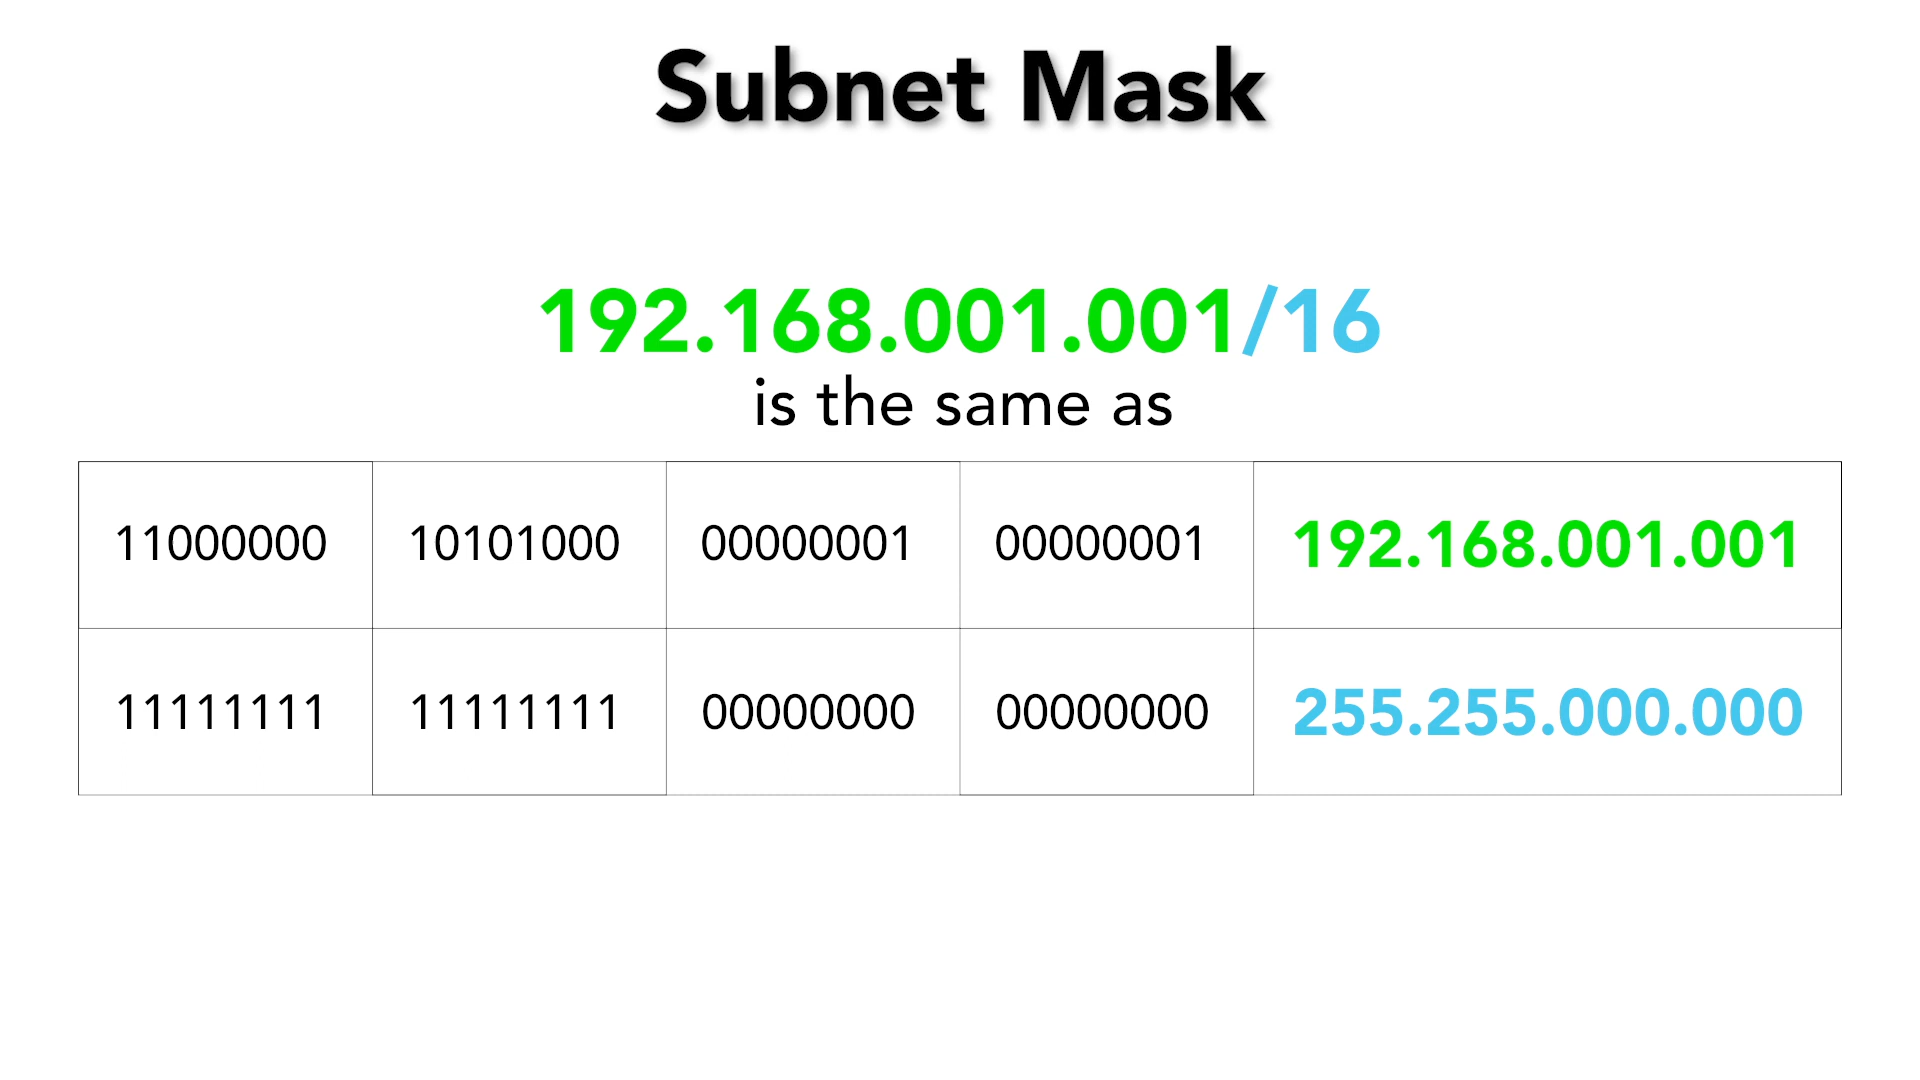 Subnet Mask
192.168.001.001/16
is the same as
11000000 10101000 00000001 00000001 192.168.001.001
11111111 11111111 00000000 00000000 255.255.000.000